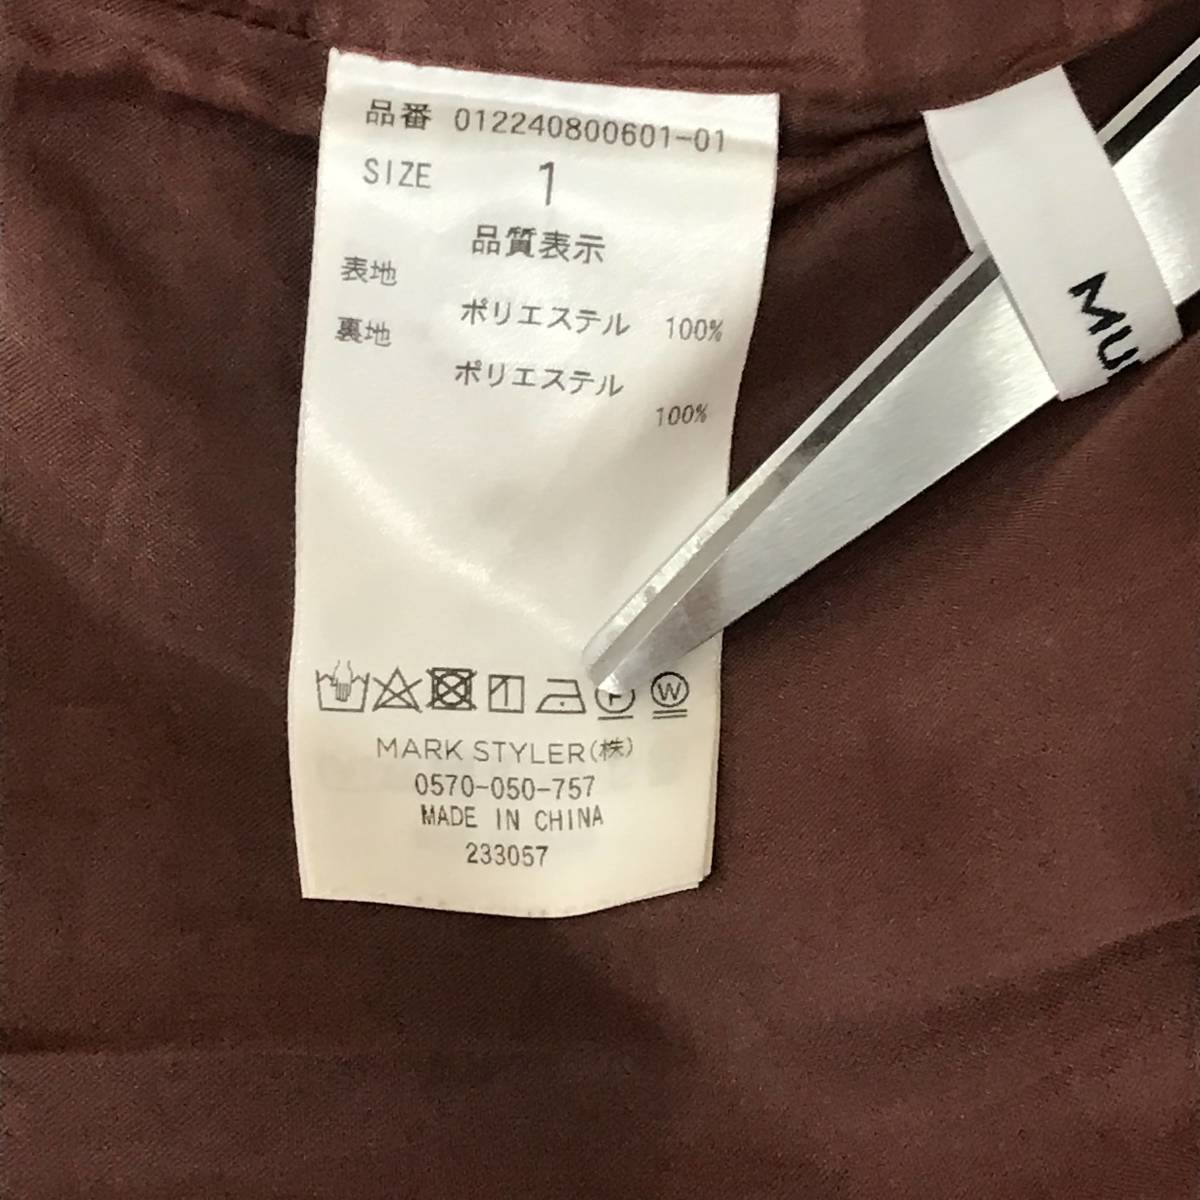 品番 012240800601-01
SIZE 1
品質表示
表地
ポリエステル 100%
裏地
ポリエステル
100%
MARK STYLER(株)
0570-050-757
MADE IN CHINA
233057
W